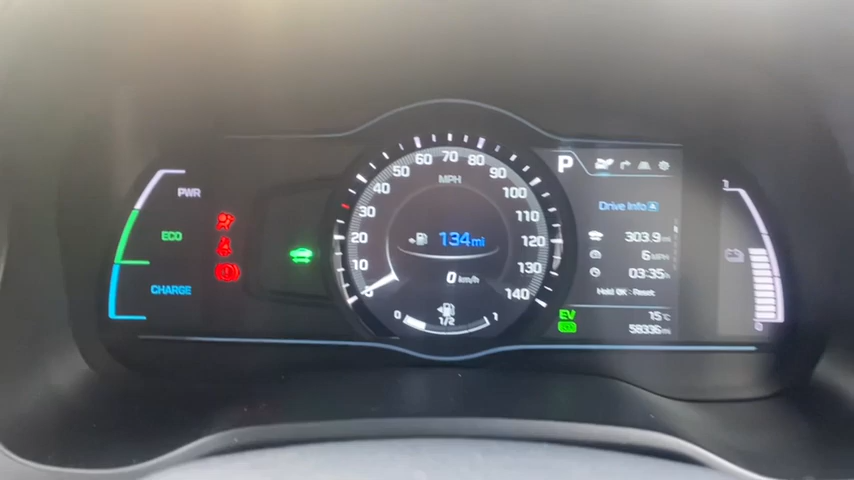 PWR
ECO
CHARGE
0
10
20
30
40
50
60
70
80
90
100
110
120
130
140
MPH
134mi
0 km/h
0 1/2 1
P
Drive Info
303.9mi
6MPH
03:35h
Hold OK : Reset
EV
15°C
58336mi